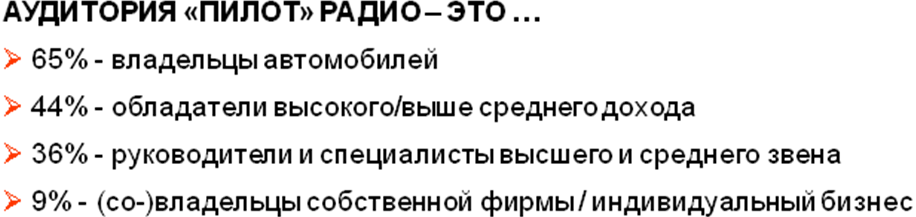 АУДИТОРИЯ «ПИЛОТ» РАДИО – ЭТО …
65% - владельцы автомобилей
44% - обладатели высокого/выше среднего дохода
36% - руководители и специалисты высшего и среднего звена
9% - (со-)владельцы собственной фирмы / индивидуальный бизнес